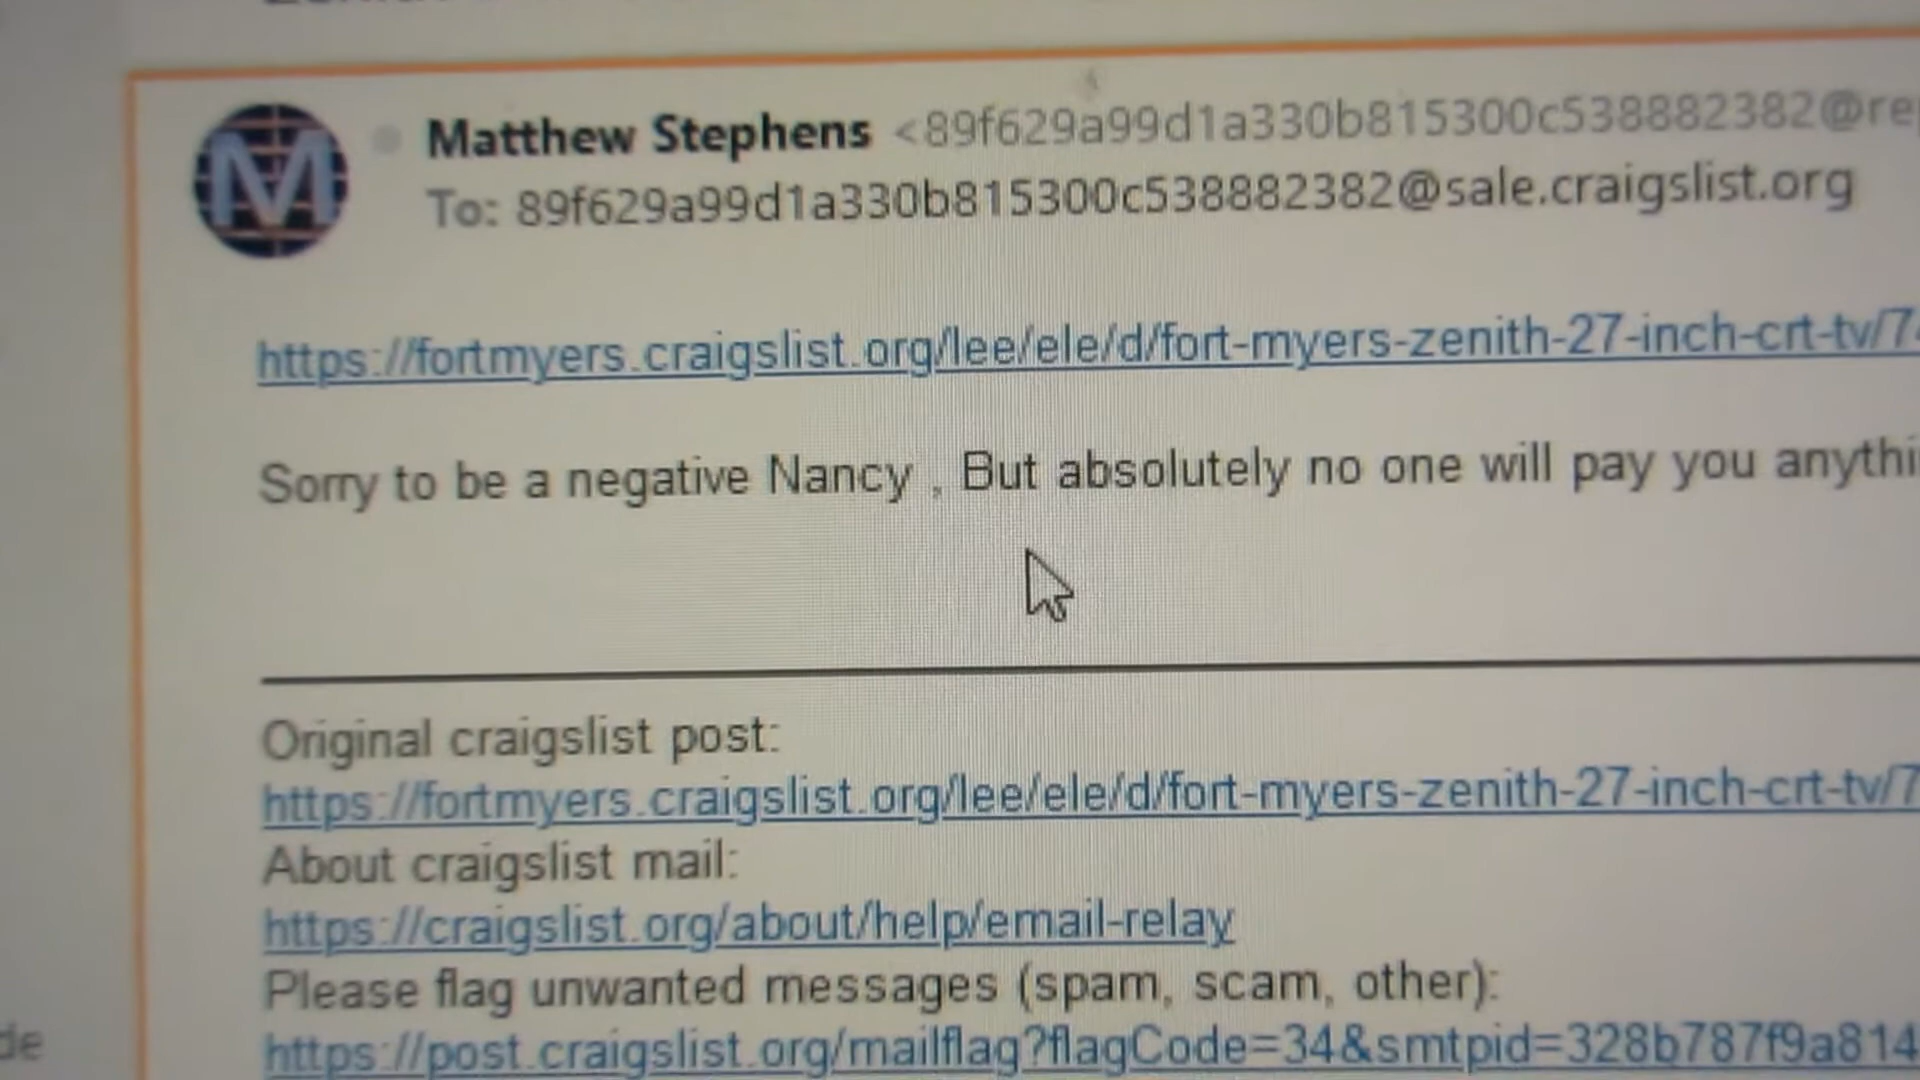 M
Matthew Stephens <89f629a99d1a330b815300c538882382@re
To: 89f629a99d1a330b815300c538882382@sale.craigslist.org
https://fortmyers.craigslist.org/lee/ele/d/fort-myers-zenith-27-inch-crt-tv/7
Sorry to be a negative Nancy , But absolutely no one will pay you anythi
Original craigslist post:
https://fortmyers.craigslist.org/lee/ele/d/fort-myers-zenith-27-inch-crt-tv/7
About craigslist mail:
https://craigslist.org/about/help/email-relay
Please flag unwanted messages (spam, scam, other):
de
https://post.craigslist.org/mailflag?flagCode=34&smtpid=328b787f9a814